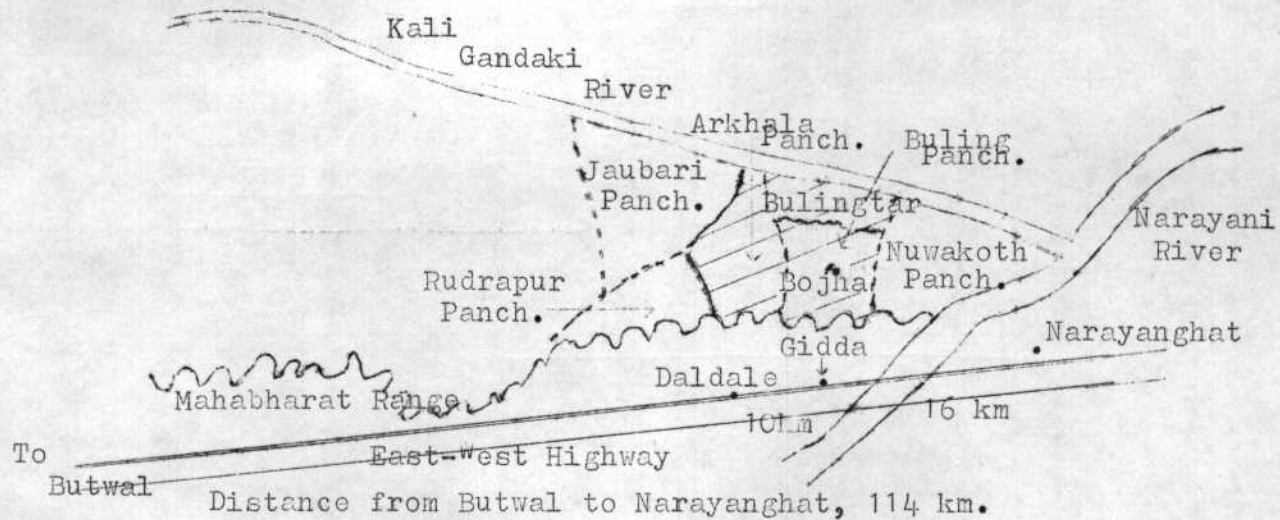 Kali
Gandaki
River
Arkhala
Panch.
Buling
Panch.
Jaubari
Panch.
Bulingtar
Narayani
River
Nuwakoth
Panch.
Rudrapur
Panch.
Bojha
Gidda
Narayanghat
Daldale
Mahabharat Range
10km
16 km
To
Butwal
East-West Highway
Distance from Butwal to Narayanghat, 114 km.